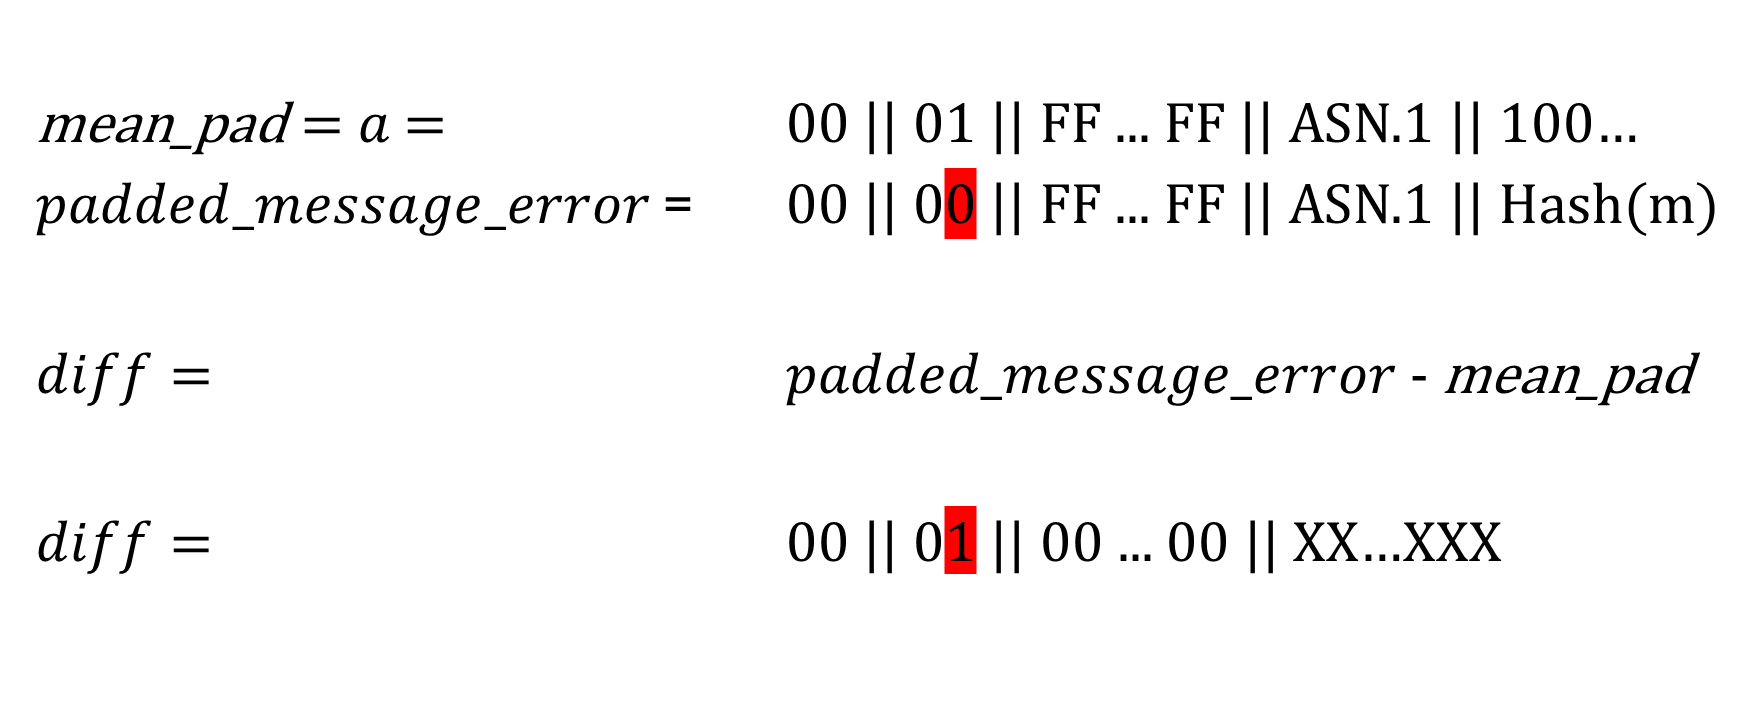 mean_pad = a = 00 || 01 || FF ... FF || ASN.1 || 100...
padded_message_error = 00 || 00 || FF ... FF || ASN.1 || Hash(m)
diff = padded_message_error - mean_pad
diff = 00 || 01 || 00 ... 00 || XX...XXX